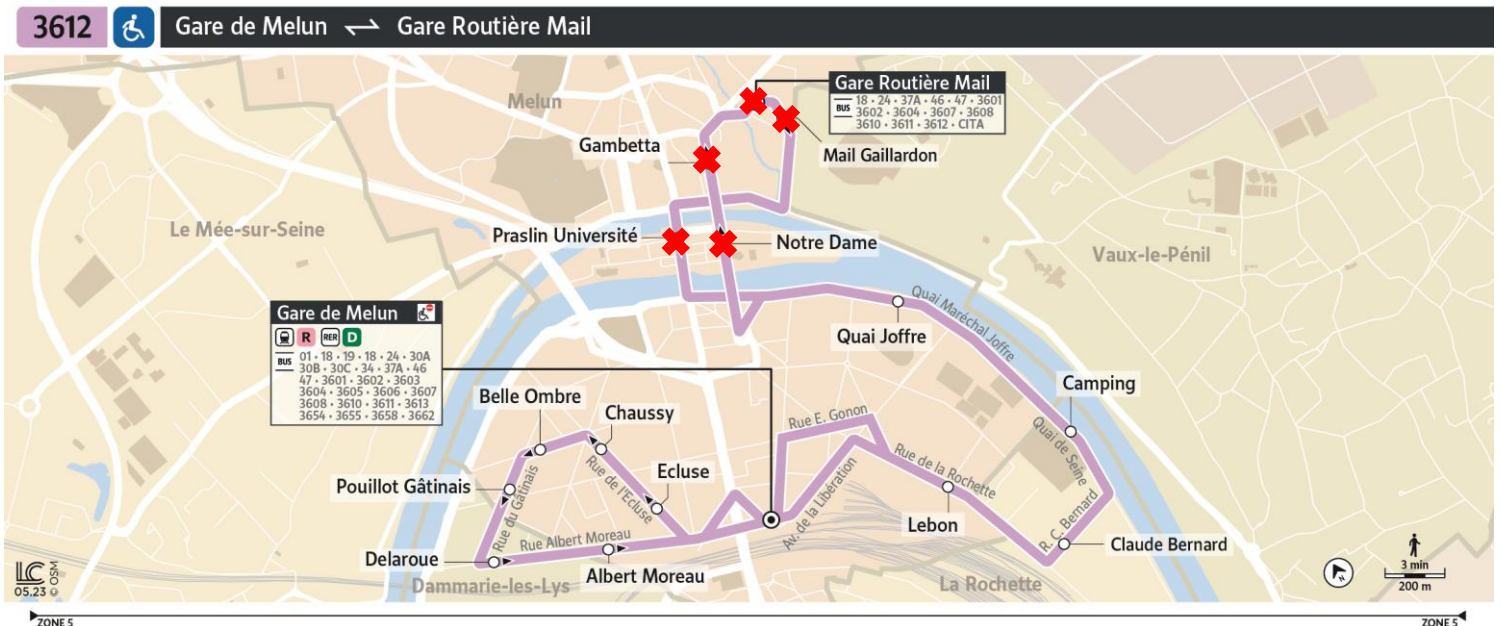 3612 Gare de Melun Gare Routière Mail
Melun
Gare Routière Mail
BUS
18 • 24 • 37A • 46 • 47 • 3601
3602 • 3604 • 3607 • 3608
3610 • 3611 • 3612 • CITA
Gambetta
Mail Gaillardon
Le Mée-sur-Seine
Praslin Université
Notre Dame
Vaux-le-Pénil
Gare de Melun
R RER D
BUS
01 • 18 • 19 • 18 • 24 • 30A
30B • 30C • 34 • 37A • 46
47 • 3601 • 3602 • 3603
3604 • 3605 • 3606 • 3607
3608 • 3610 • 3611 • 3613
3654 • 3655 • 3658 • 3662
Quai Maréchal Joffre
Quai Joffre
Camping
Belle Ombre
Chaussy
Rue E. Gonon
Quai de Seine
Rue de la Rochette
Ecluse
Rue de l'Ecluse
Pouillot Gâtinais
Rue du Gâtinais
Av. de la Libération
Lebon
R. C. Bernard
Rue Albert Moreau
Claude Bernard
Delaroue
Albert Moreau
Dammarie-les-Lys
La Rochette
LC
05.23 © OSM
N
3 min
200 m
ZONE 5
ZONE 5